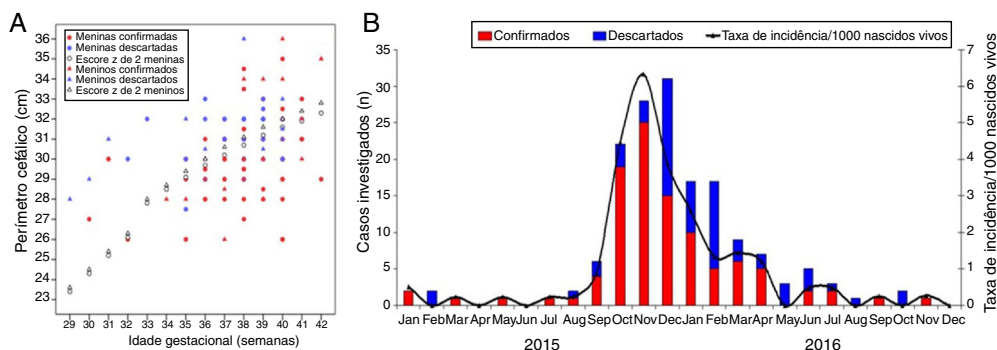 A
Perímetro cefálico (cm)
36
35
34
33
32
31
30
29
28
27
26
25
24
23
Meninas confirmadas
Meninas descartadas
Escore z de 2 meninas
Meninos confirmados
Meninos descartados
Escore z de 2 meninos
29 30 31 32 33 34 35 36 37 38 39 40 41 42
Idade gestacional (semanas)
B
Confirmados Descartados Taxa de incidência/1000 nascidos vivos
Casos investigados (n)
35
30
25
20
15
10
5
0
7
6
5
4
3
2
1
0
Taxa de incidência/1000 nascidos vivos
Jan Feb Mar Apr May Jun Jul Aug Sep Oct Nov Dec Jan Feb Mar Apr May Jun Jul Aug Sep Oct Nov Dec
2015 2016